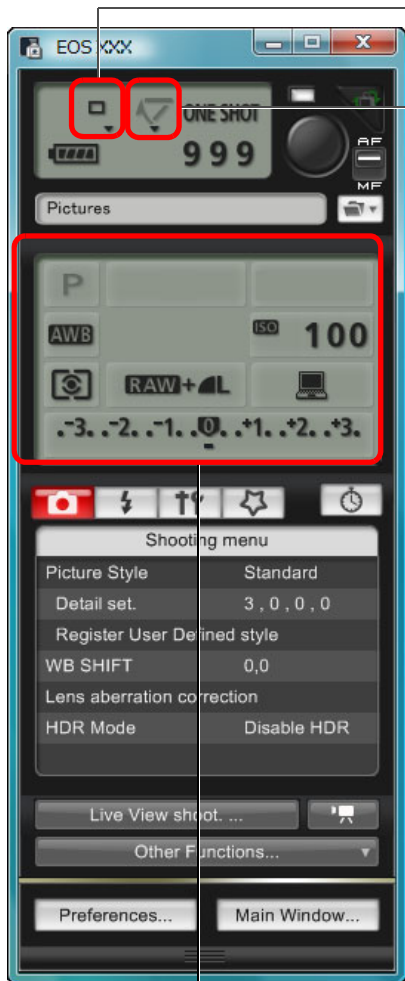 EOS XXX
ONE SHOT
999
AF
MF
Pictures
P
AWB
ISO 100
RAW+L
-3. .-2. .-1. .0. .+1. .+2. .+3.
Shooting menu
Picture Style Standard
Detail set. 3 , 0 , 0 , 0
Register User Defined style
WB SHIFT 0,0
Lens aberration correction
HDR Mode Disable HDR
Live View shoot. ...
Other Functions...
Preferences... Main Window...